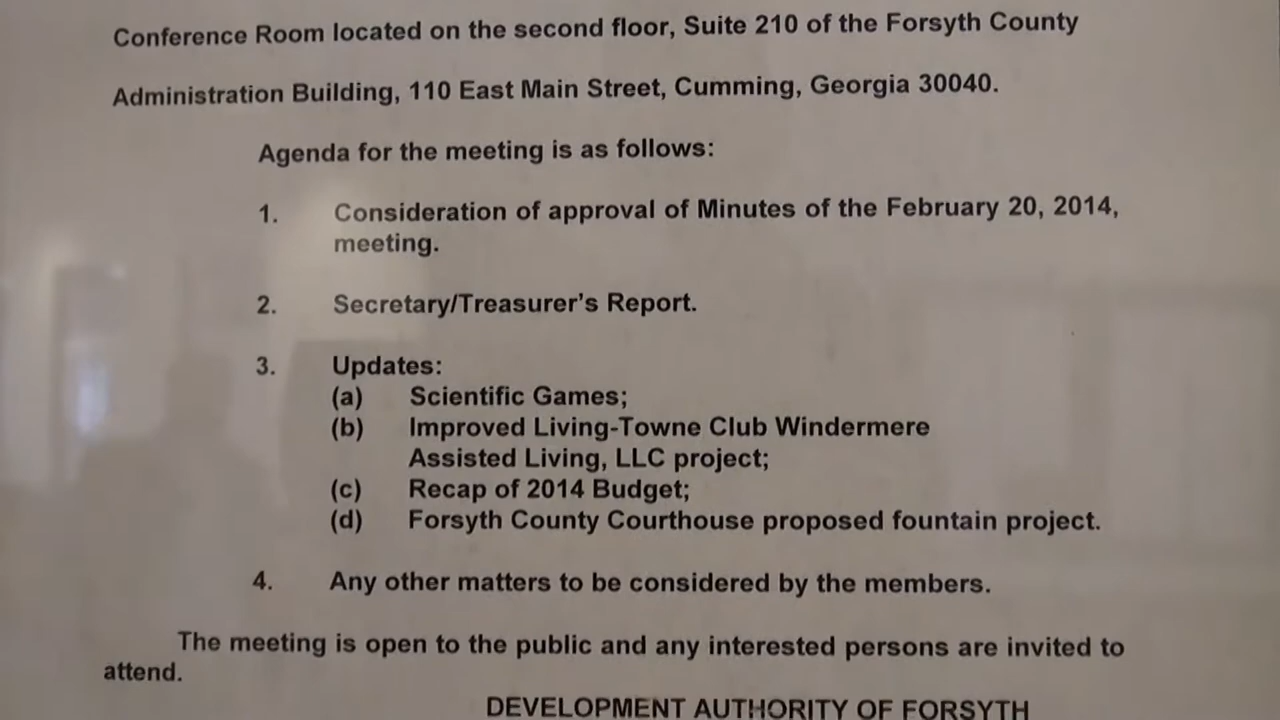 Conference Room located on the second floor, Suite 210 of the Forsyth County
Administration Building, 110 East Main Street, Cumming, Georgia 30040.
Agenda for the meeting is as follows:
1. Consideration of approval of Minutes of the February 20, 2014,
meeting.
2. Secretary/Treasurer's Report.
3. Updates:
(a) Scientific Games;
(b) Improved Living-Towne Club Windermere
Assisted Living, LLC project;
(c) Recap of 2014 Budget;
(d) Forsyth County Courthouse proposed fountain project.
4. Any other matters to be considered by the members.
The meeting is open to the public and any interested persons are invited to
attend.
DEVELOPMENT AUTHORITY OF FORSYTH